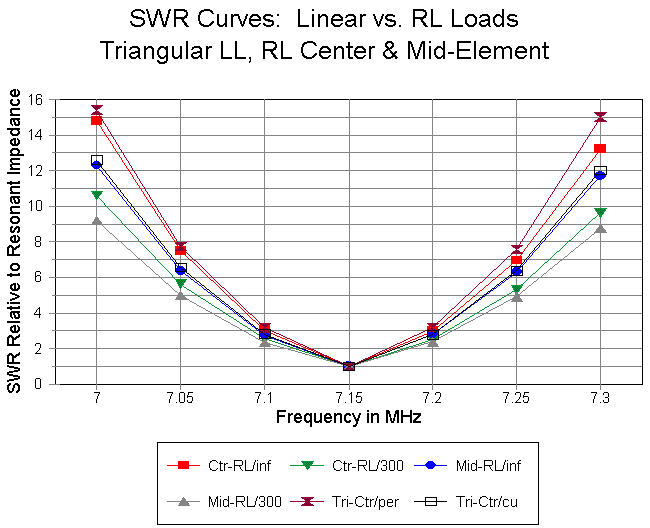 SWR Curves:  Linear vs. RL Loads
Triangular LL, RL Center & Mid-Element
SWR Relative to Resonant Impedance
16
14
12
10
8
6
4
2
0
7 7.05 7.1 7.15 7.2 7.25 7.3
Frequency in MHz
Ctr-RL/inf Ctr-RL/300 Mid-RL/inf
Mid-RL/300 Tri-Ctr/per Tri-Ctr/cu